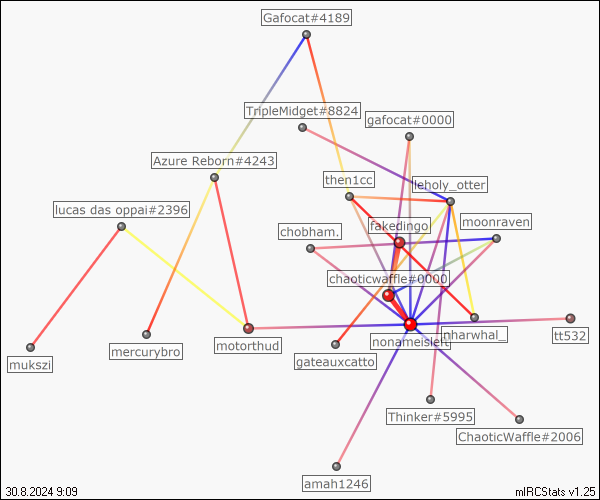 Gafocat#4189
TripleMidget#8824
gafocat#0000
Azure Reborn#4243
then1cc
leholy_otter
lucas das oppai#2396
fakedingo
moonraven
chobham.
chaoticwaffle#0000
nonameisleft
nharwhal_
motorthud
tt532
mukszi
mercurybro
gateauxcatto
Thinker#5995
ChaoticWaffle#2006
amah1246
30.8.2024 9:09
mIRCStats v1.25